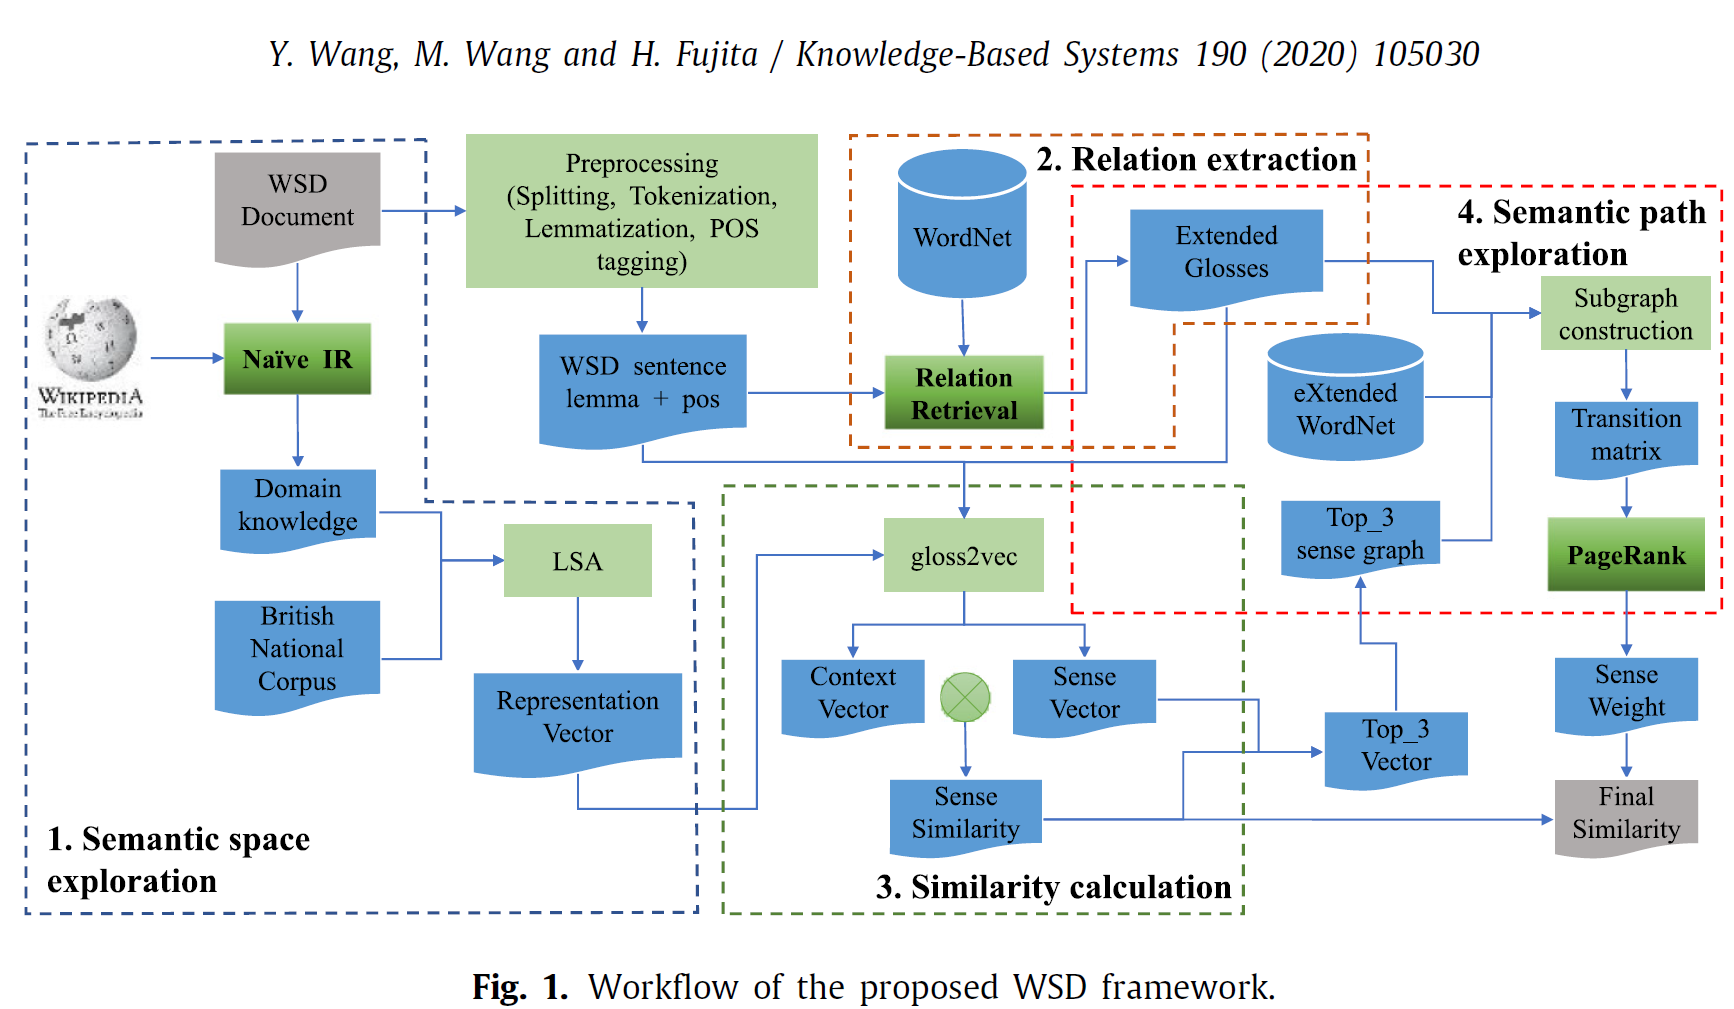 Y. Wang, M. Wang and H. Fujita / Knowledge-Based Systems 190 (2020) 105030
WSD
Document
Preprocessing
(Splitting, Tokenization,
Lemmatization, POS
tagging)
WordNet
2. Relation extraction
Extended
Glosses
4. Semantic path
exploration
Subgraph
construction
WIKIPEDIA
The Free Encyclopedia
Naïve IR
WSD sentence
lemma + pos
Relation
Retrieval
eXtended
WordNet
Transition
matrix
Domain
knowledge
LSA
gloss2vec
Top_3
sense graph
PageRank
British
National
Corpus
Representation
Vector
Context
Vector
Sense
Vector
Top_3
Vector
Sense
Weight
Sense
Similarity
Final
Similarity
1. Semantic space
exploration
3. Similarity calculation
Fig. 1. Workflow of the proposed WSD framework.